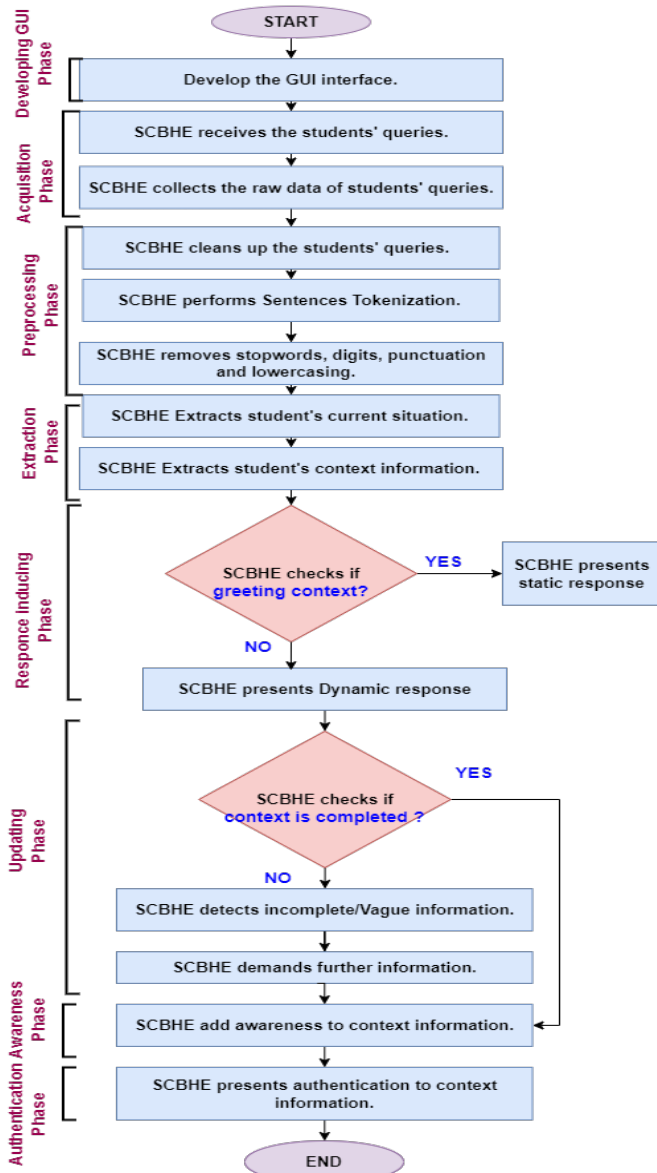 START
Developing GUI
Phase
Develop the GUI interface.
Acquisition
Phase
SCBHE receives the students' queries.
SCBHE collects the raw data of students' queries.
Preprocessing
Phase
SCBHE cleans up the students' queries.
SCBHE performs Sentences Tokenization.
SCBHE removes stopwords, digits, punctuation
and lowercasing.
Extraction
Phase
SCBHE Extracts student's current situation.
SCBHE Extracts student's context information.
Responce inducing
Phase
SCBHE checks if
greeting context?
YES
SCBHE presents
static response
NO
SCBHE presents Dynamic response
Updating
Phase
SCBHE checks if
context is completed ?
YES
NO
SCBHE detects incomplete/Vague information.
SCBHE demands further information.
Awareness
Phase
SCBHE add awareness to context information.
Authentication
Phase
SCBHE presents authentication to context
information.
END